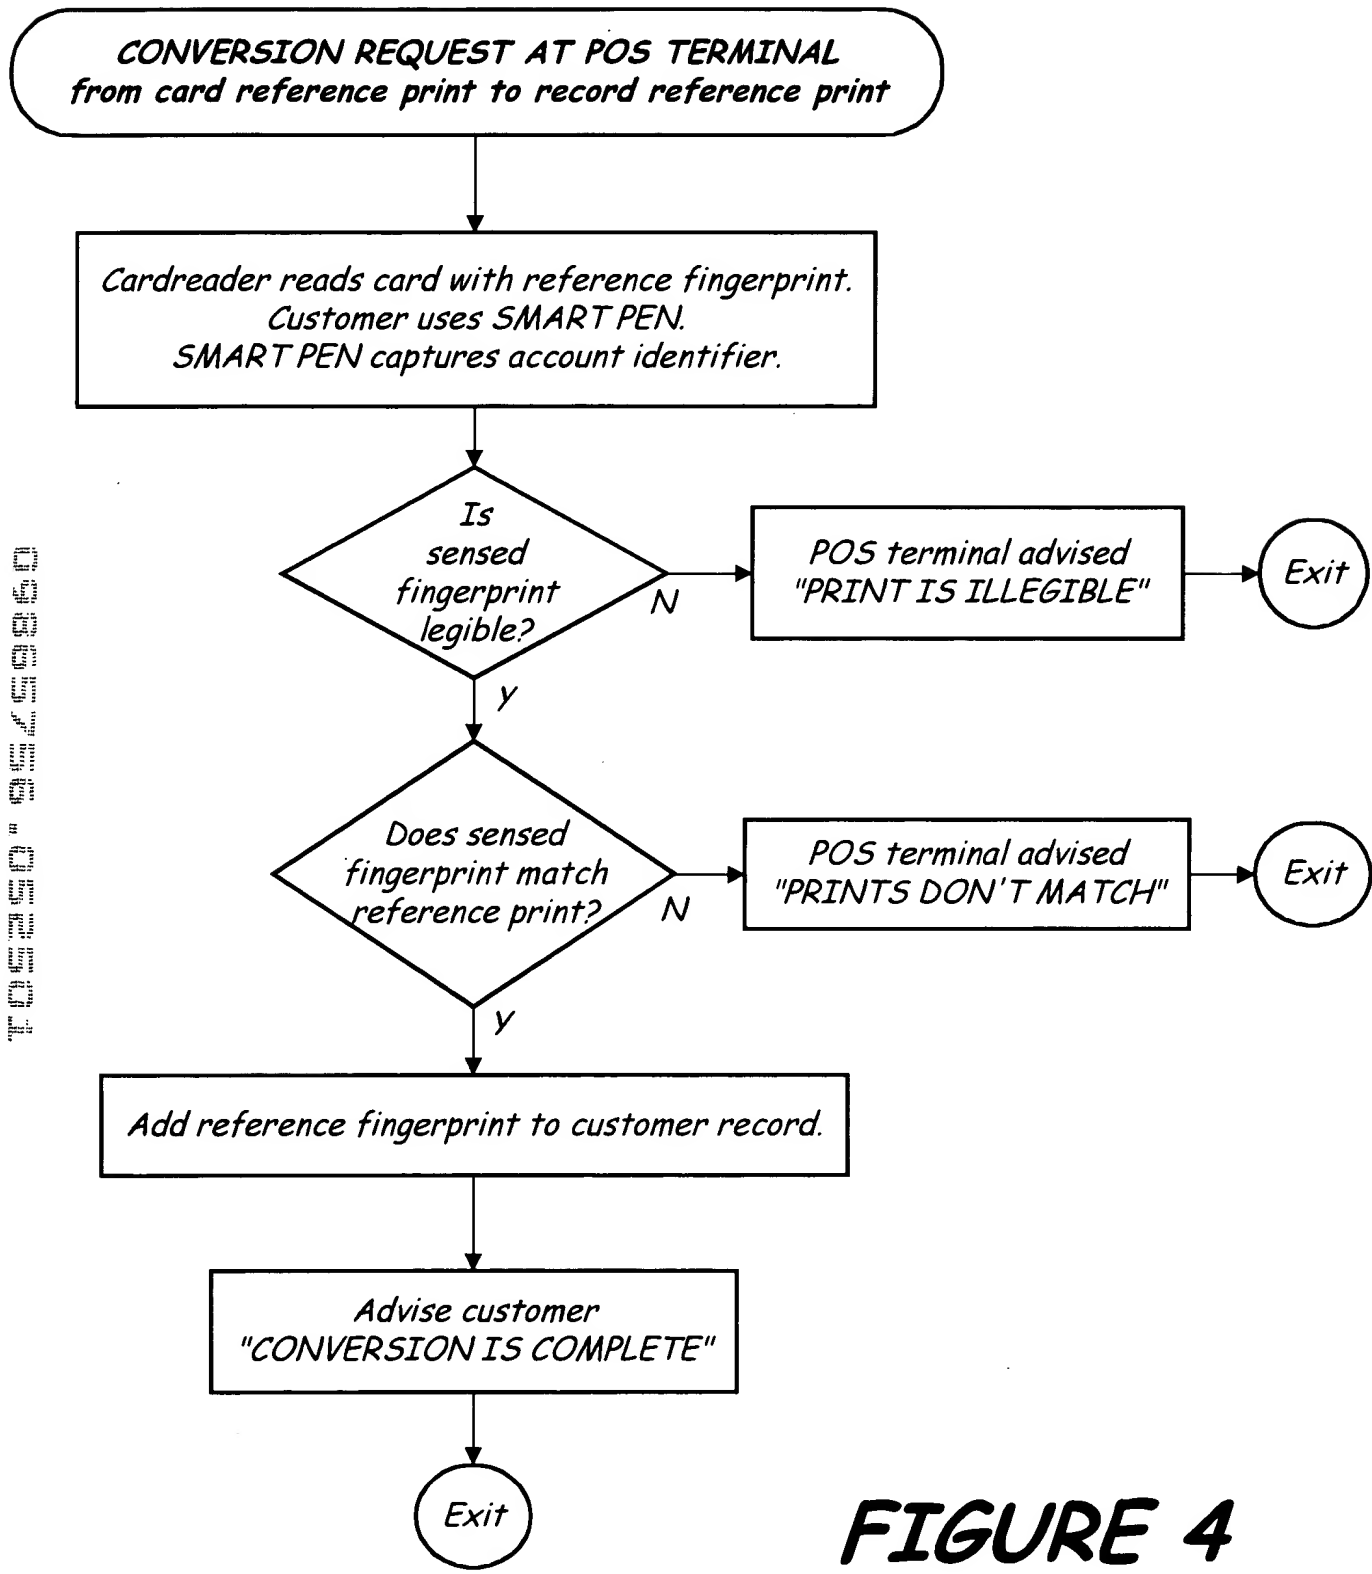 CONVERSION REQUEST AT POS TERMINAL
from card reference print to record reference print
Cardreader reads card with reference fingerprint.
Customer uses SMART PEN.
SMART PEN captures account identifier.
Is
sensed
fingerprint
legible?
N
POS terminal advised
"PRINT IS ILLEGIBLE"
Exit
Y
Does sensed
fingerprint match
reference print?
N
POS terminal advised
"PRINTS DON'T MATCH"
Exit
Y
Add reference fingerprint to customer record.
Advise customer
"CONVERSION IS COMPLETE"
Exit
FIGURE 4
09865756.052501